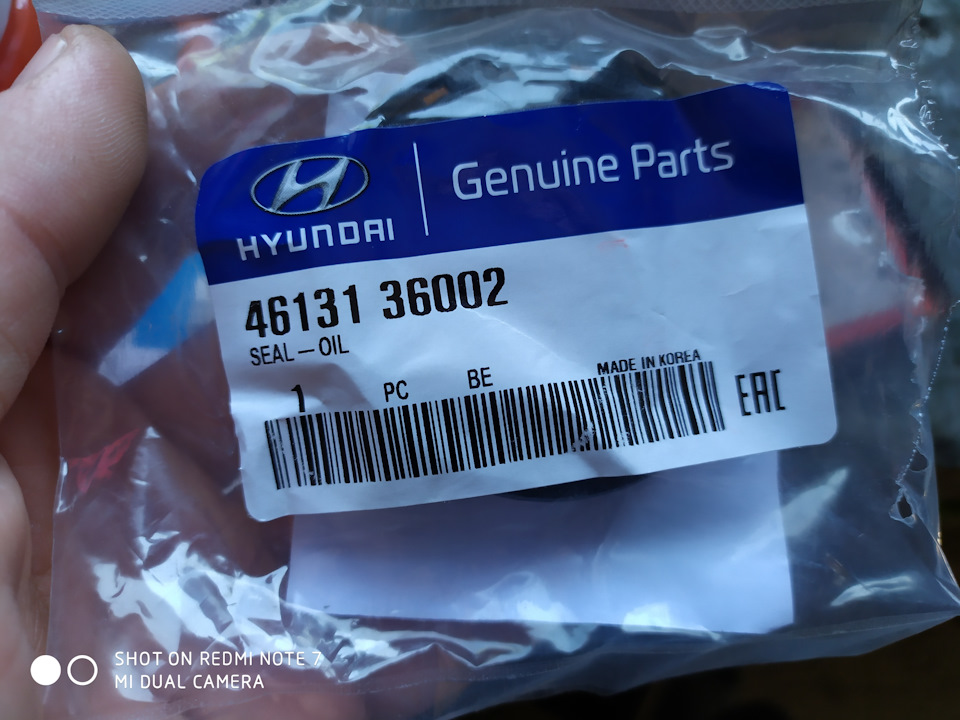 HYUNDAI
Genuine Parts
46131 36002
SEAL-OIL
1 PC BE MADE IN KOREA
EAC
SHOT ON REDMI NOTE 7
MI DUAL CAMERA